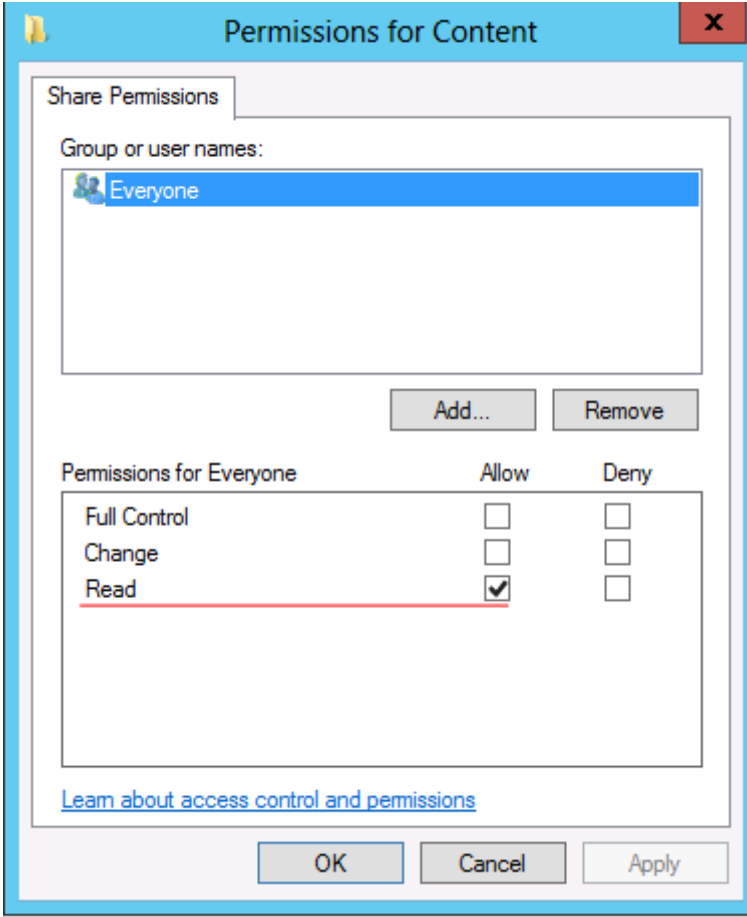 Permissions for Content
x
Share Permissions
Group or user names:
Everyone
Add...
Remove
Permissions for Everyone
Allow
Deny
Full Control
Change
Read
Learn about access control and permissions
OK
Cancel
Apply